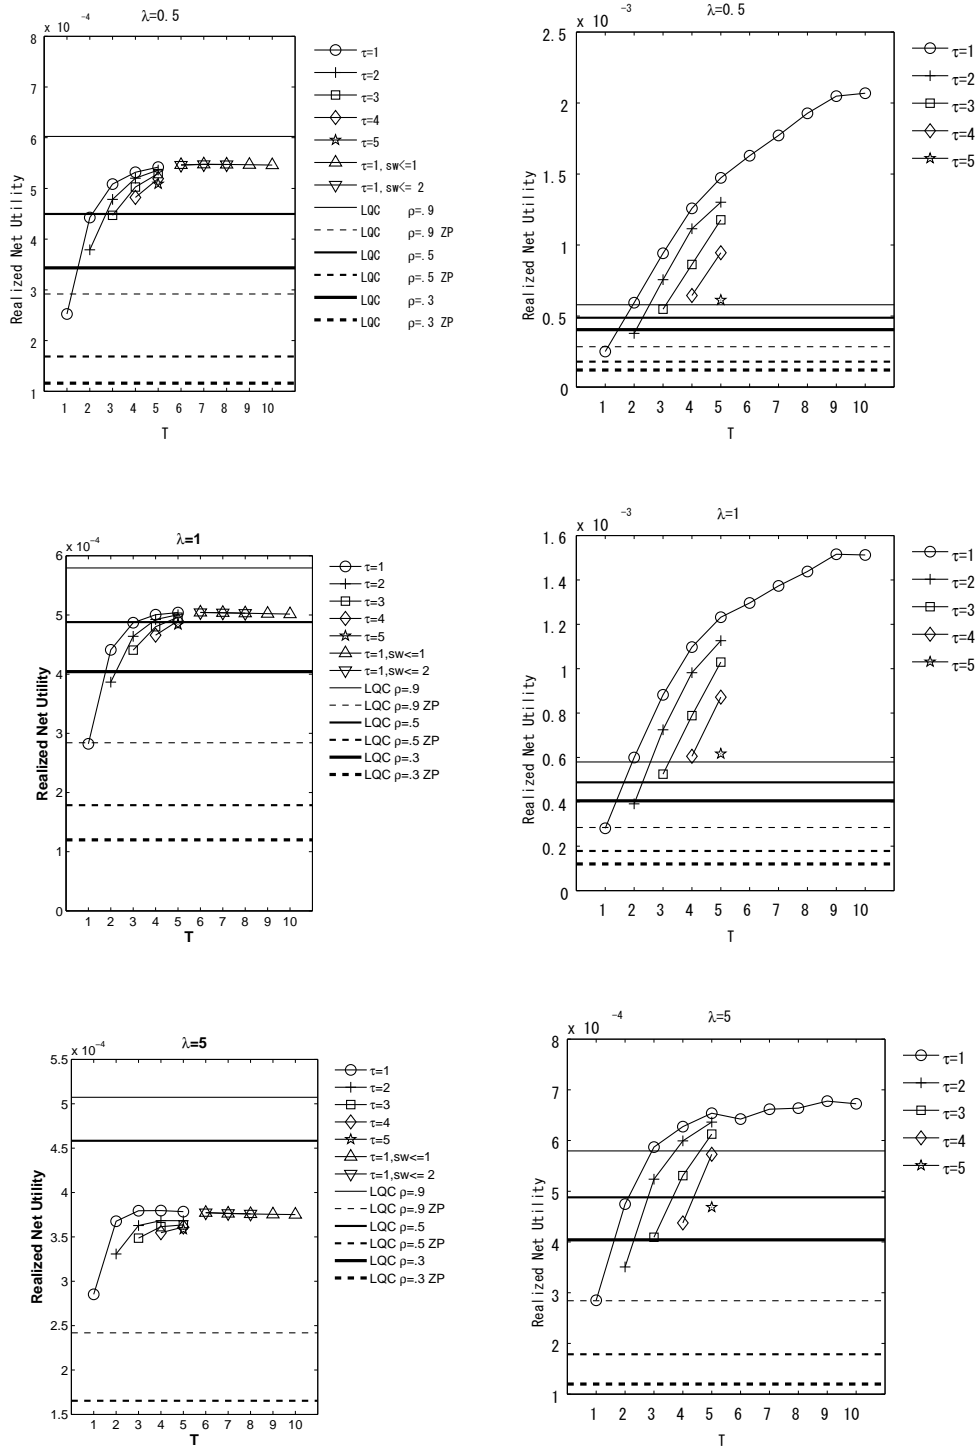 x 10 -4
λ=0.5
8
7
6
5
4
3
2
1
Realized Net Utility
1 2 3 4 5 6 7 8 9 10
T
τ=1
τ=2
τ=3
τ=4
τ=5
τ=1, sw<=1
τ=1, sw<= 2
LQC ρ=.9
LQC ρ=.9 ZP
LQC ρ=.5
LQC ρ=.5 ZP
LQC ρ=.3
LQC ρ=.3 ZP
x 10 -3
λ=0.5
2.5
2
1.5
1
0.5
0
Realized Net Utility
1 2 3 4 5 6 7 8 9 10
T
τ=1
τ=2
τ=3
τ=4
τ=5
x 10 -4
λ=1
6
5
4
3
2
1
0
Realized Net Utility
1 2 3 4 5 6 7 8 9 10
T
τ=1
τ=2
τ=3
τ=4
τ=5
τ=1,sw<=1
τ=1,sw<= 2
LQC ρ=.9
LQC ρ=.9 ZP
LQC ρ=.5
LQC ρ=.5 ZP
LQC ρ=.3
LQC ρ=.3 ZP
x 10 -3
λ=1
1.6
1.4
1.2
1
0.8
0.6
0.4
0.2
0
Realized Net Utility
1 2 3 4 5 6 7 8 9 10
T
τ=1
τ=2
τ=3
τ=4
τ=5
x 10 -4
λ=5
5.5
5
4.5
4
3.5
3
2.5
2
1.5
Realized Net Utility
1 2 3 4 5 6 7 8 9 10
T
τ=1
τ=2
τ=3
τ=4
τ=5
τ=1,sw<=1
τ=1,sw<= 2
LQC ρ=.9
LQC ρ=.9 ZP
LQC ρ=.5
LQC ρ=.5 ZP
LQC ρ=.3
LQC ρ=.3 ZP
x 10 -4
λ=5
8
7
6
5
4
3
2
1
Realized Net Utility
1 2 3 4 5 6 7 8 9 10
T
τ=1
τ=2
τ=3
τ=4
τ=5